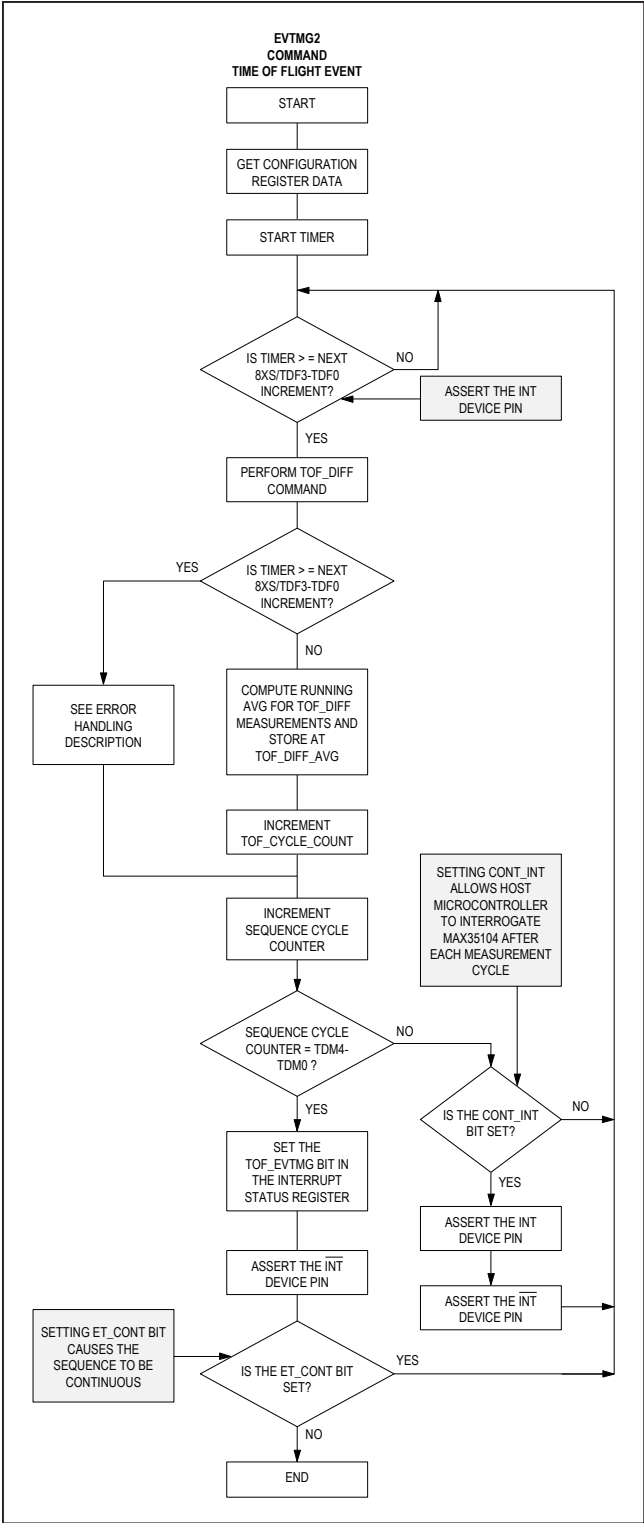 EVTMG2
COMMAND
TIME OF FLIGHT EVENT
START
GET CONFIGURATION
REGISTER DATA
START TIMER
IS TIMER > = NEXT
8XS/TDF3-TDF0
INCREMENT?
NO
ASSERT THE INT
DEVICE PIN
YES
PERFORM TOF_DIFF
COMMAND
YES
IS TIMER > = NEXT
8XS/TDF3-TDF0
INCREMENT?
NO
SEE ERROR
HANDLING
DESCRIPTION
COMPUTE RUNNING
AVG FOR TOF_DIFF
MEASUREMENTS AND
STORE AT
TOF_DIFF_AVG
INCREMENT
TOF_CYCLE_COUNT
SETTING CONT_INT
ALLOWS HOST
MICROCONTROLLER
TO INTERROGATE
MAX35104 AFTER
EACH MEASUREMENT
CYCLE
INCREMENT
SEQUENCE CYCLE
COUNTER
SEQUENCE CYCLE
COUNTER = TDM4-
TDM0 ?
NO
YES
IS THE CONT_INT
BIT SET?
NO
YES
SET THE
TOF_EVTMG BIT IN
THE INTERRUPT
STATUS REGISTER
ASSERT THE INT
DEVICE PIN
ASSERT THE INT
DEVICE PIN
ASSERT THE INT
DEVICE PIN
SETTING ET_CONT BIT
CAUSES THE
SEQUENCE TO BE
CONTINUOUS
IS THE ET_CONT BIT
SET?
YES
NO
END